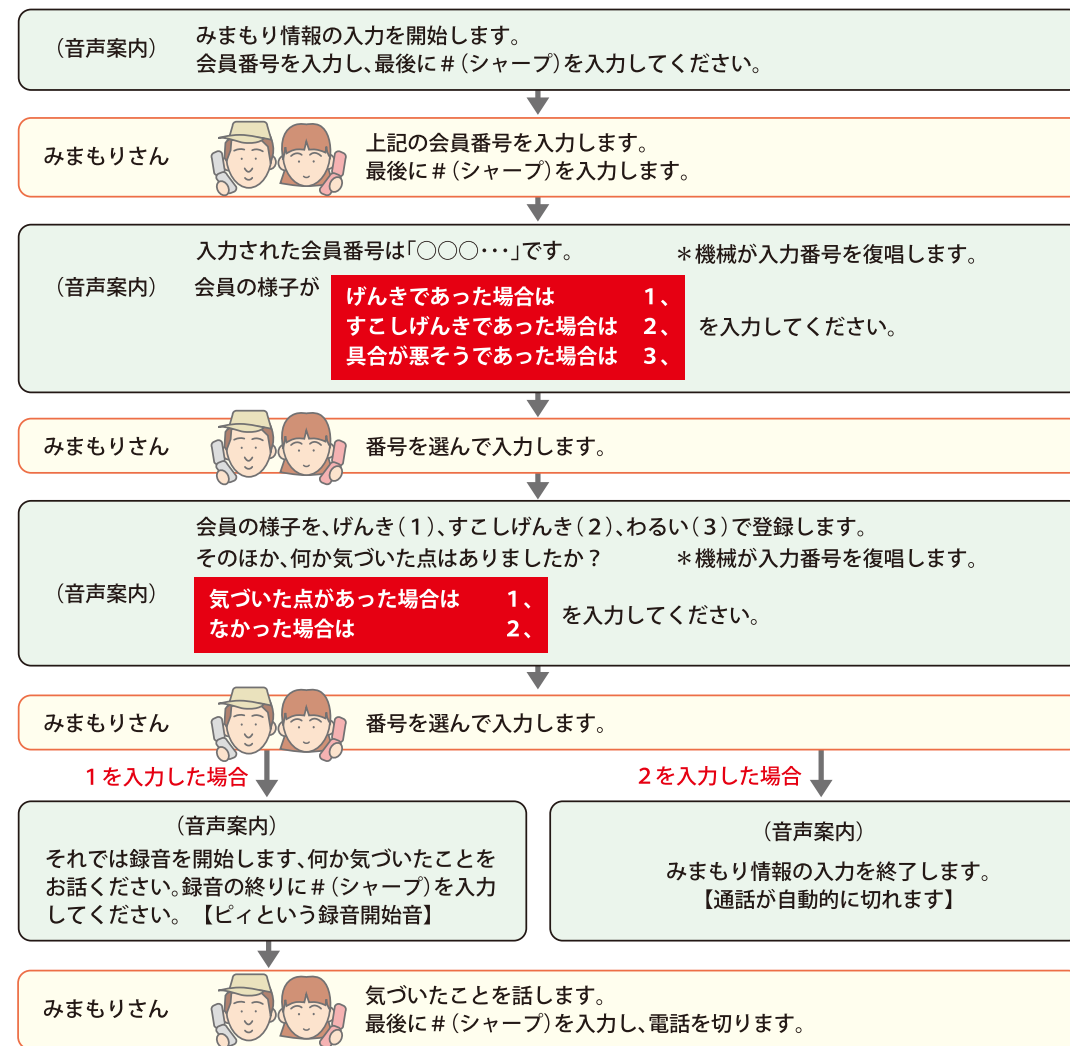 （音声案内）
みまもり情報の入力を開始します。
会員番号を入力し、最後に＃（シャープ）を入力してください。
みまもりさん
上記の会員番号を入力します。
最後に＃（シャープ）を入力します。
入力された会員番号は「○○○･･･」です。　＊機械が入力番号を復唱します。
（音声案内）　会員の様子が
げんきであった場合は　1、
すこしげんきであった場合は　2、
具合が悪そうであった場合は　3、
を入力してください。
みまもりさん　番号を選んで入力します。
会員の様子を、げんき（1）、すこしげんき（2）、わるい（3）で登録します。
そのほか、何か気づいた点はありましたか？　＊機械が入力番号を復唱します。
（音声案内）
気づいた点があった場合は　1、
なかった場合は　2、
を入力してください。
みまもりさん　番号を選んで入力します。
1を入力した場合
（音声案内）
それでは録音を開始します、何か気づいたことを
お話ください。録音の終りに＃（シャープ）を入力
してください。【ピィという録音開始音】
2を入力した場合
（音声案内）
みまもり情報の入力を終了します。
【通話が自動的に切れます】
みまもりさん
気づいたことを話します。
最後に＃（シャープ）を入力し、電話を切ります。